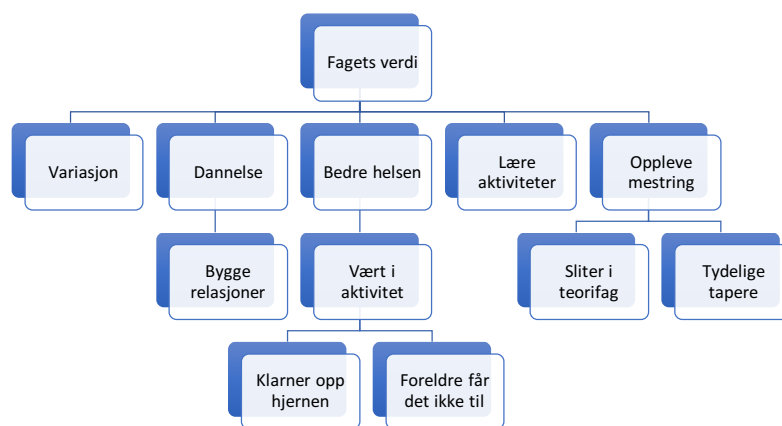 Fagets verdi
Variasjon
Dannelse
Bedre helsen
Lære
aktiviteter
Oppleve
mestring
Bygge
relasjoner
Vært i
aktivitet
Sliter i
teorifag
Tydelige
tapere
Klarner opp
hjernen
Foreldre får
det ikke til